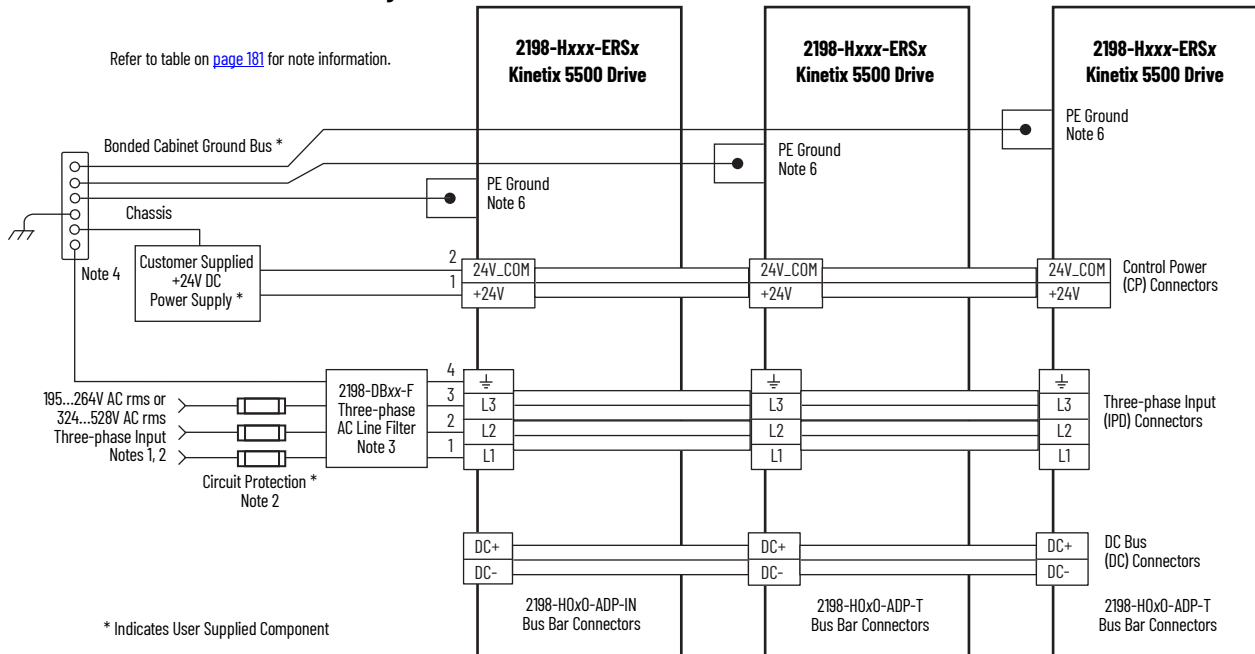 2198-Hxxx-ERSx
Kinetix 5500 Drive
2198-Hxxx-ERSx
Kinetix 5500 Drive
2198-Hxxx-ERSx
Kinetix 5500 Drive
Refer to table on page 181 for note information.
PE Ground
Note 6
Bonded Cabinet Ground Bus *
PE Ground
Note 6
PE Ground
Note 6
Chassis
Note 4
Customer Supplied
+24V DC
Power Supply *
2
1
24V_COM
+24V
24V_COM
+24V
24V_COM
+24V
Control Power
(CP) Connectors
195...264V AC rms or
324...528V AC rms
Three-phase Input
Notes 1, 2
Circuit Protection *
Note 2
2198-DBxx-F
Three-phase
AC Line Filter
Note 3
4
3
2
1
L3
L2
L1
L3
L2
L1
L3
L2
L1
Three-phase Input
(IPD) Connectors
DC+
DC-
DC+
DC-
DC+
DC-
DC Bus
(DC) Connectors
2198-H0x0-ADP-IN
Bus Bar Connectors
2198-H0x0-ADP-T
Bus Bar Connectors
2198-H0x0-ADP-T
Bus Bar Connectors
* Indicates User Supplied Component